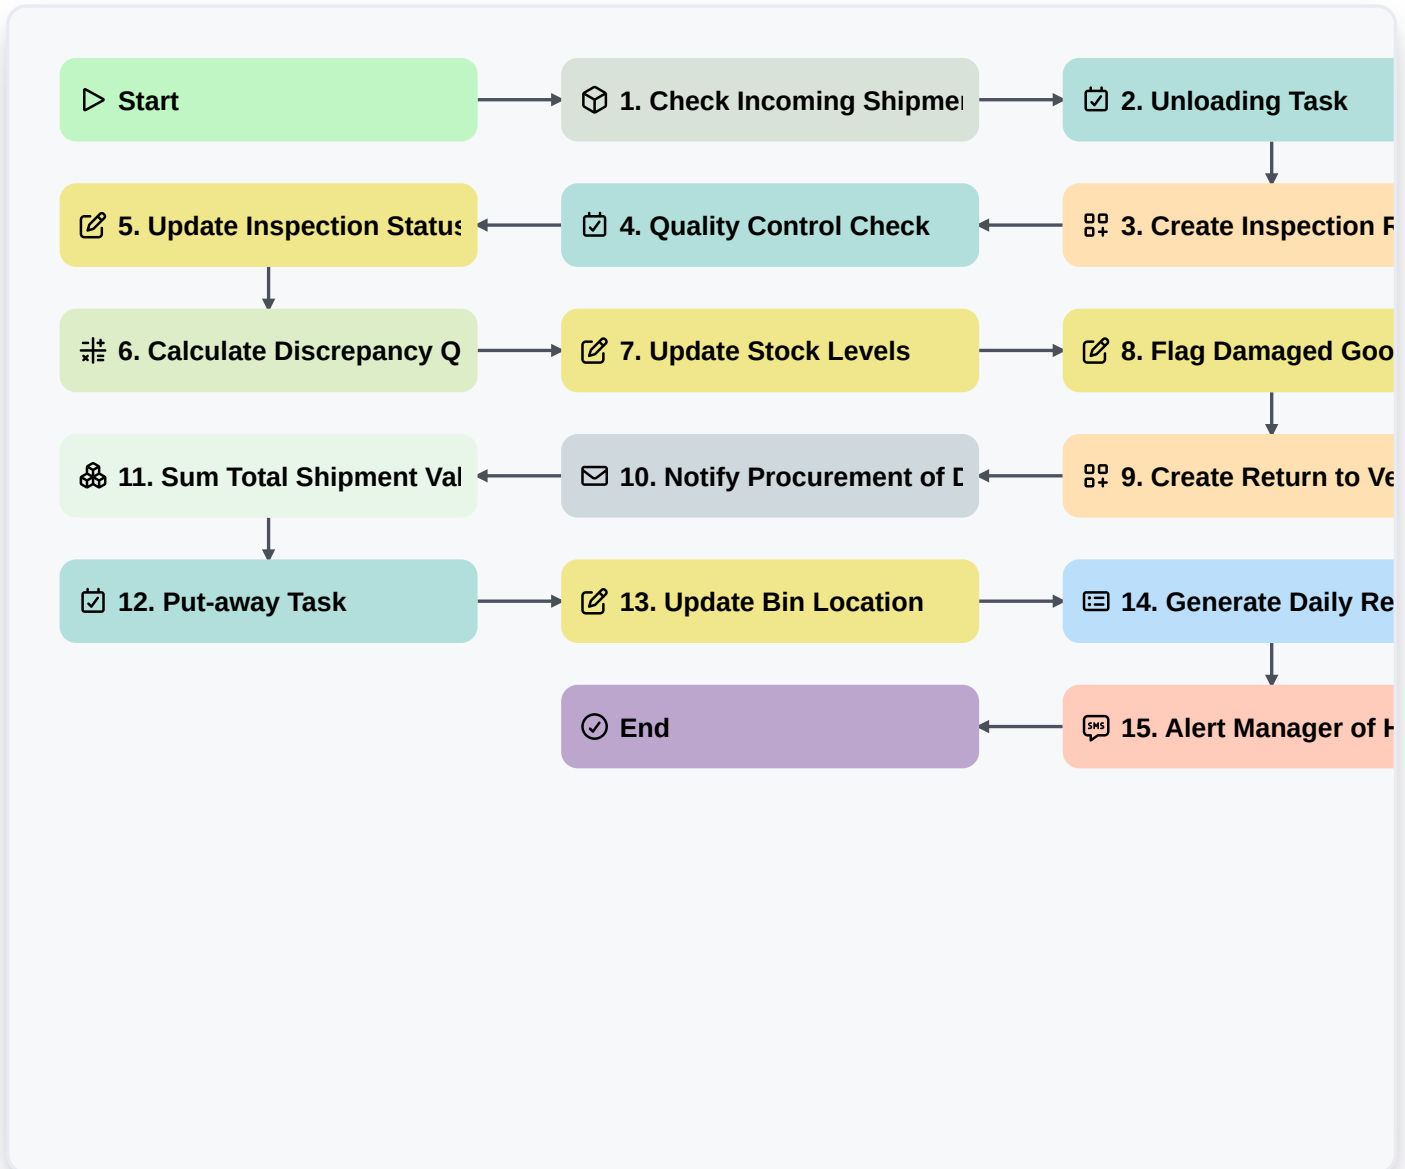 Start
1. Check Incoming Shipmen
2. Unloading Task
5. Update Inspection Status
4. Quality Control Check
3. Create Inspection R
6. Calculate Discrepancy Q
7. Update Stock Levels
8. Flag Damaged Goo
11. Sum Total Shipment Val
10. Notify Procurement of D
9. Create Return to Ve
12. Put-away Task
13. Update Bin Location
14. Generate Daily Re
End
SMS
15. Alert Manager of H